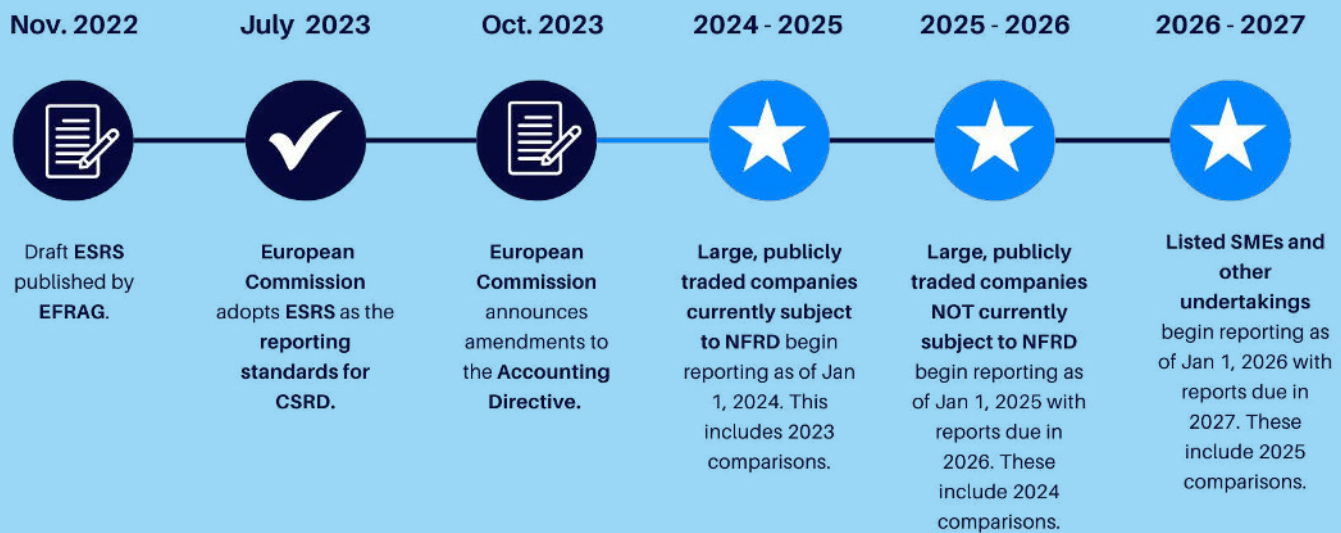 Nov. 2022
Draft ESRS
published by
EFRAG.
July 2023
European
Commission
adopts ESRS as the
reporting
standards for
CSRD.
Oct. 2023
European
Commission
announces
amendments to
the Accounting
Directive.
2024 - 2025
Large, publicly
traded companies
currently subject
to NFRD begin
reporting as of Jan
1, 2024. This
includes 2023
comparisons.
2025 - 2026
Large, publicly
traded companies
NOT currently
subject to NFRD
begin reporting as
of Jan 1, 2025 with
reports due in
2026. These
include 2024
comparisons.
2026 - 2027
Listed SMEs and
other
undertakings
begin reporting as
of Jan 1, 2026 with
reports due in
2027. These
include 2025
comparisons.